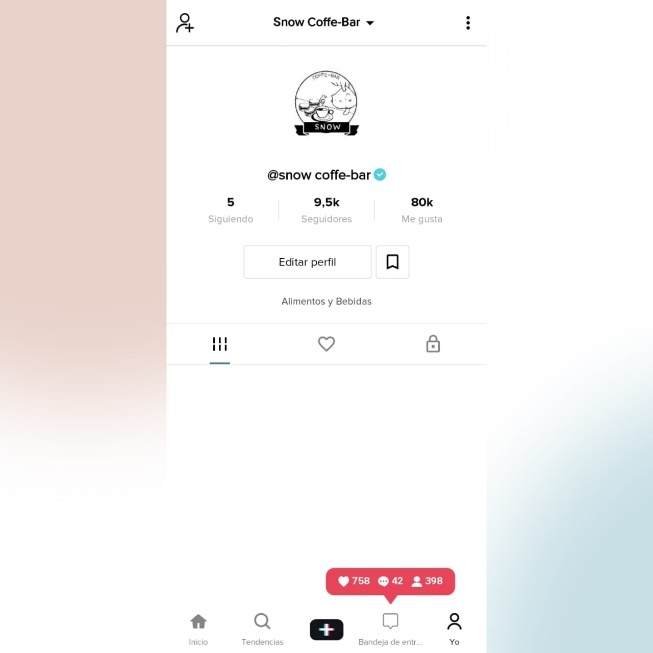 Snow Coffe-Bar
COFFE-BAR
SNOW
@snow coffe-bar
5 9,5k 80k
Siguiendo Seguidores Me gusta
Editar perfil
Alimentos y Bebidas
758 42 398
Inicio Tendencias Bandeja de entr... Yo